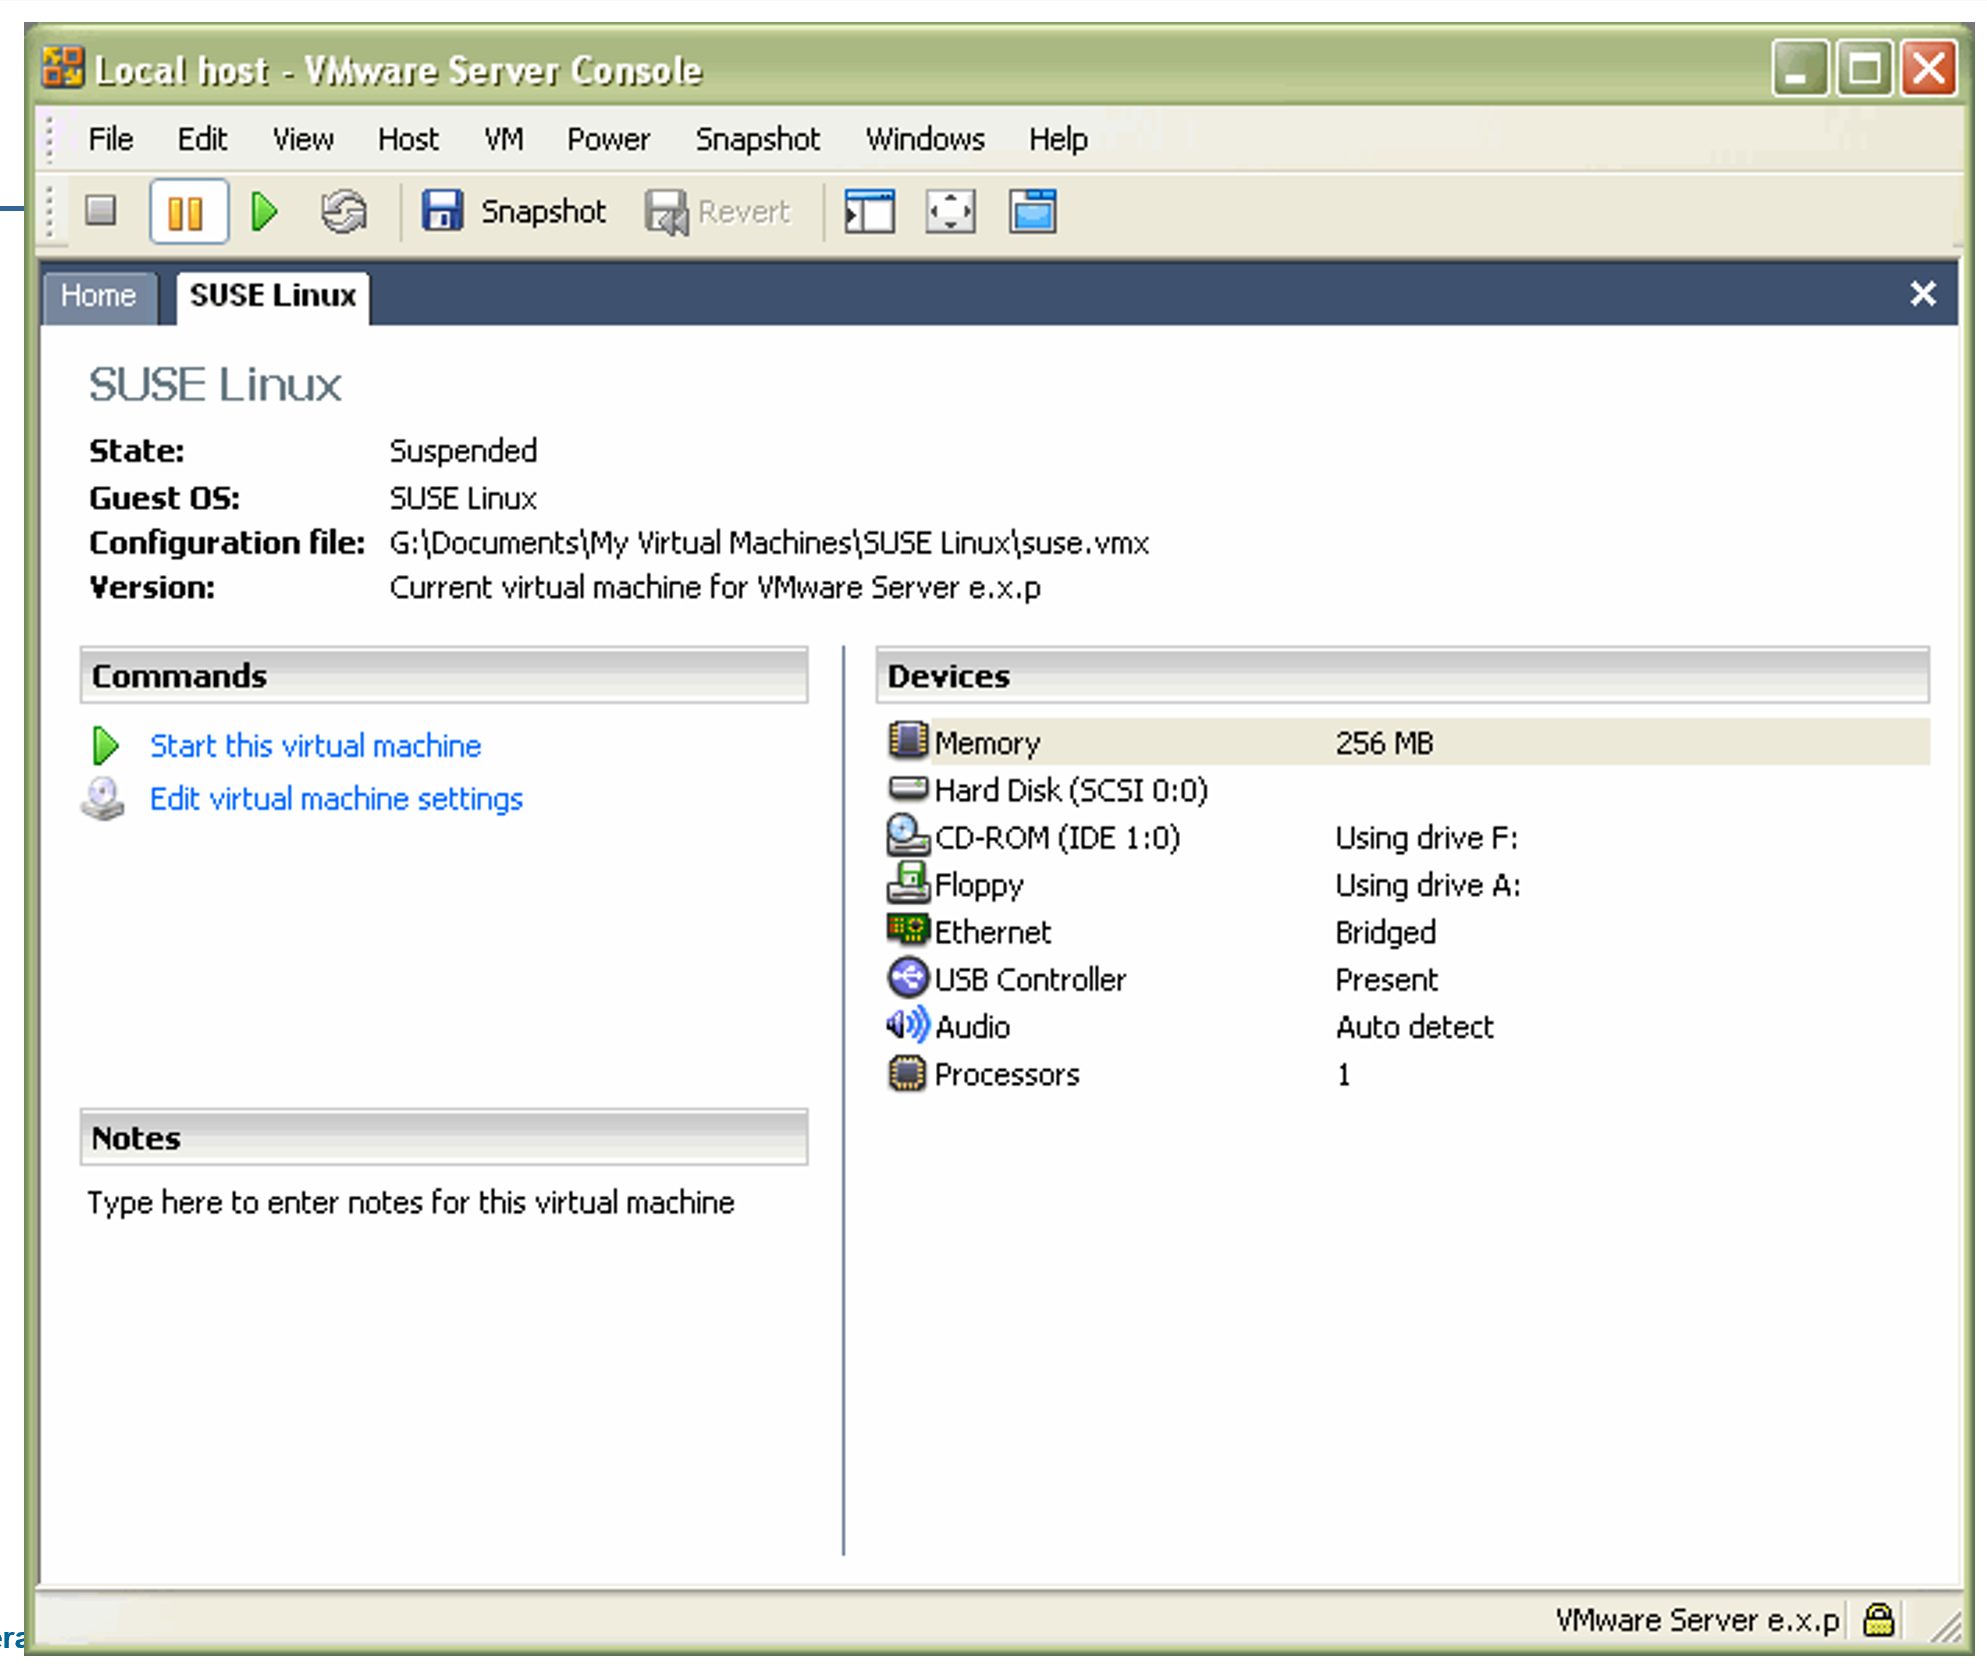 Local host - VMware Server Console
File Edit View Host VM Power Snapshot Windows Help
Snapshot Revert
Home SUSE Linux
SUSE Linux
State: Suspended
Guest OS: SUSE Linux
Configuration file: G:\Documents\My Virtual Machines\SUSE Linux\suse.vmx
Version: Current virtual machine for VMware Server e.x.p
Commands
Start this virtual machine
Edit virtual machine settings
Notes
Type here to enter notes for this virtual machine
Devices
Memory 256 MB
Hard Disk (SCSI 0:0)
CD-ROM (IDE 1:0) Using drive F:
Floppy Using drive A:
Ethernet Bridged
USB Controller Present
Audio Auto detect
Processors 1
VMware Server e.x.p